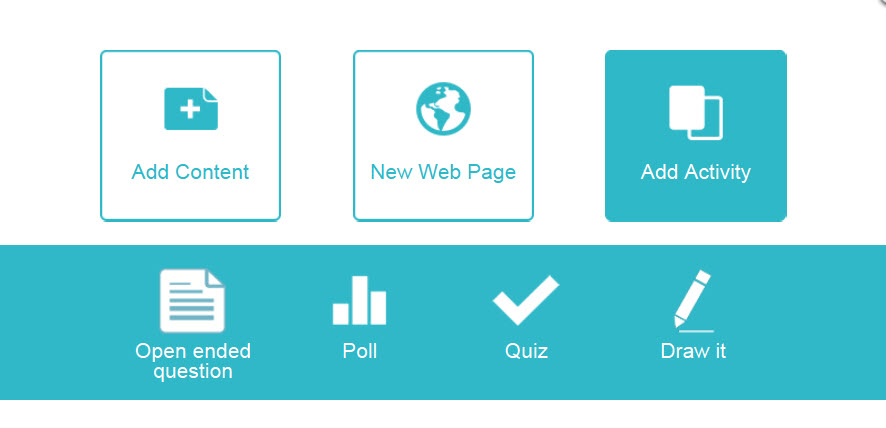 Add Content
New Web Page
Add Activity
Open ended
question
Poll
Quiz
Draw it